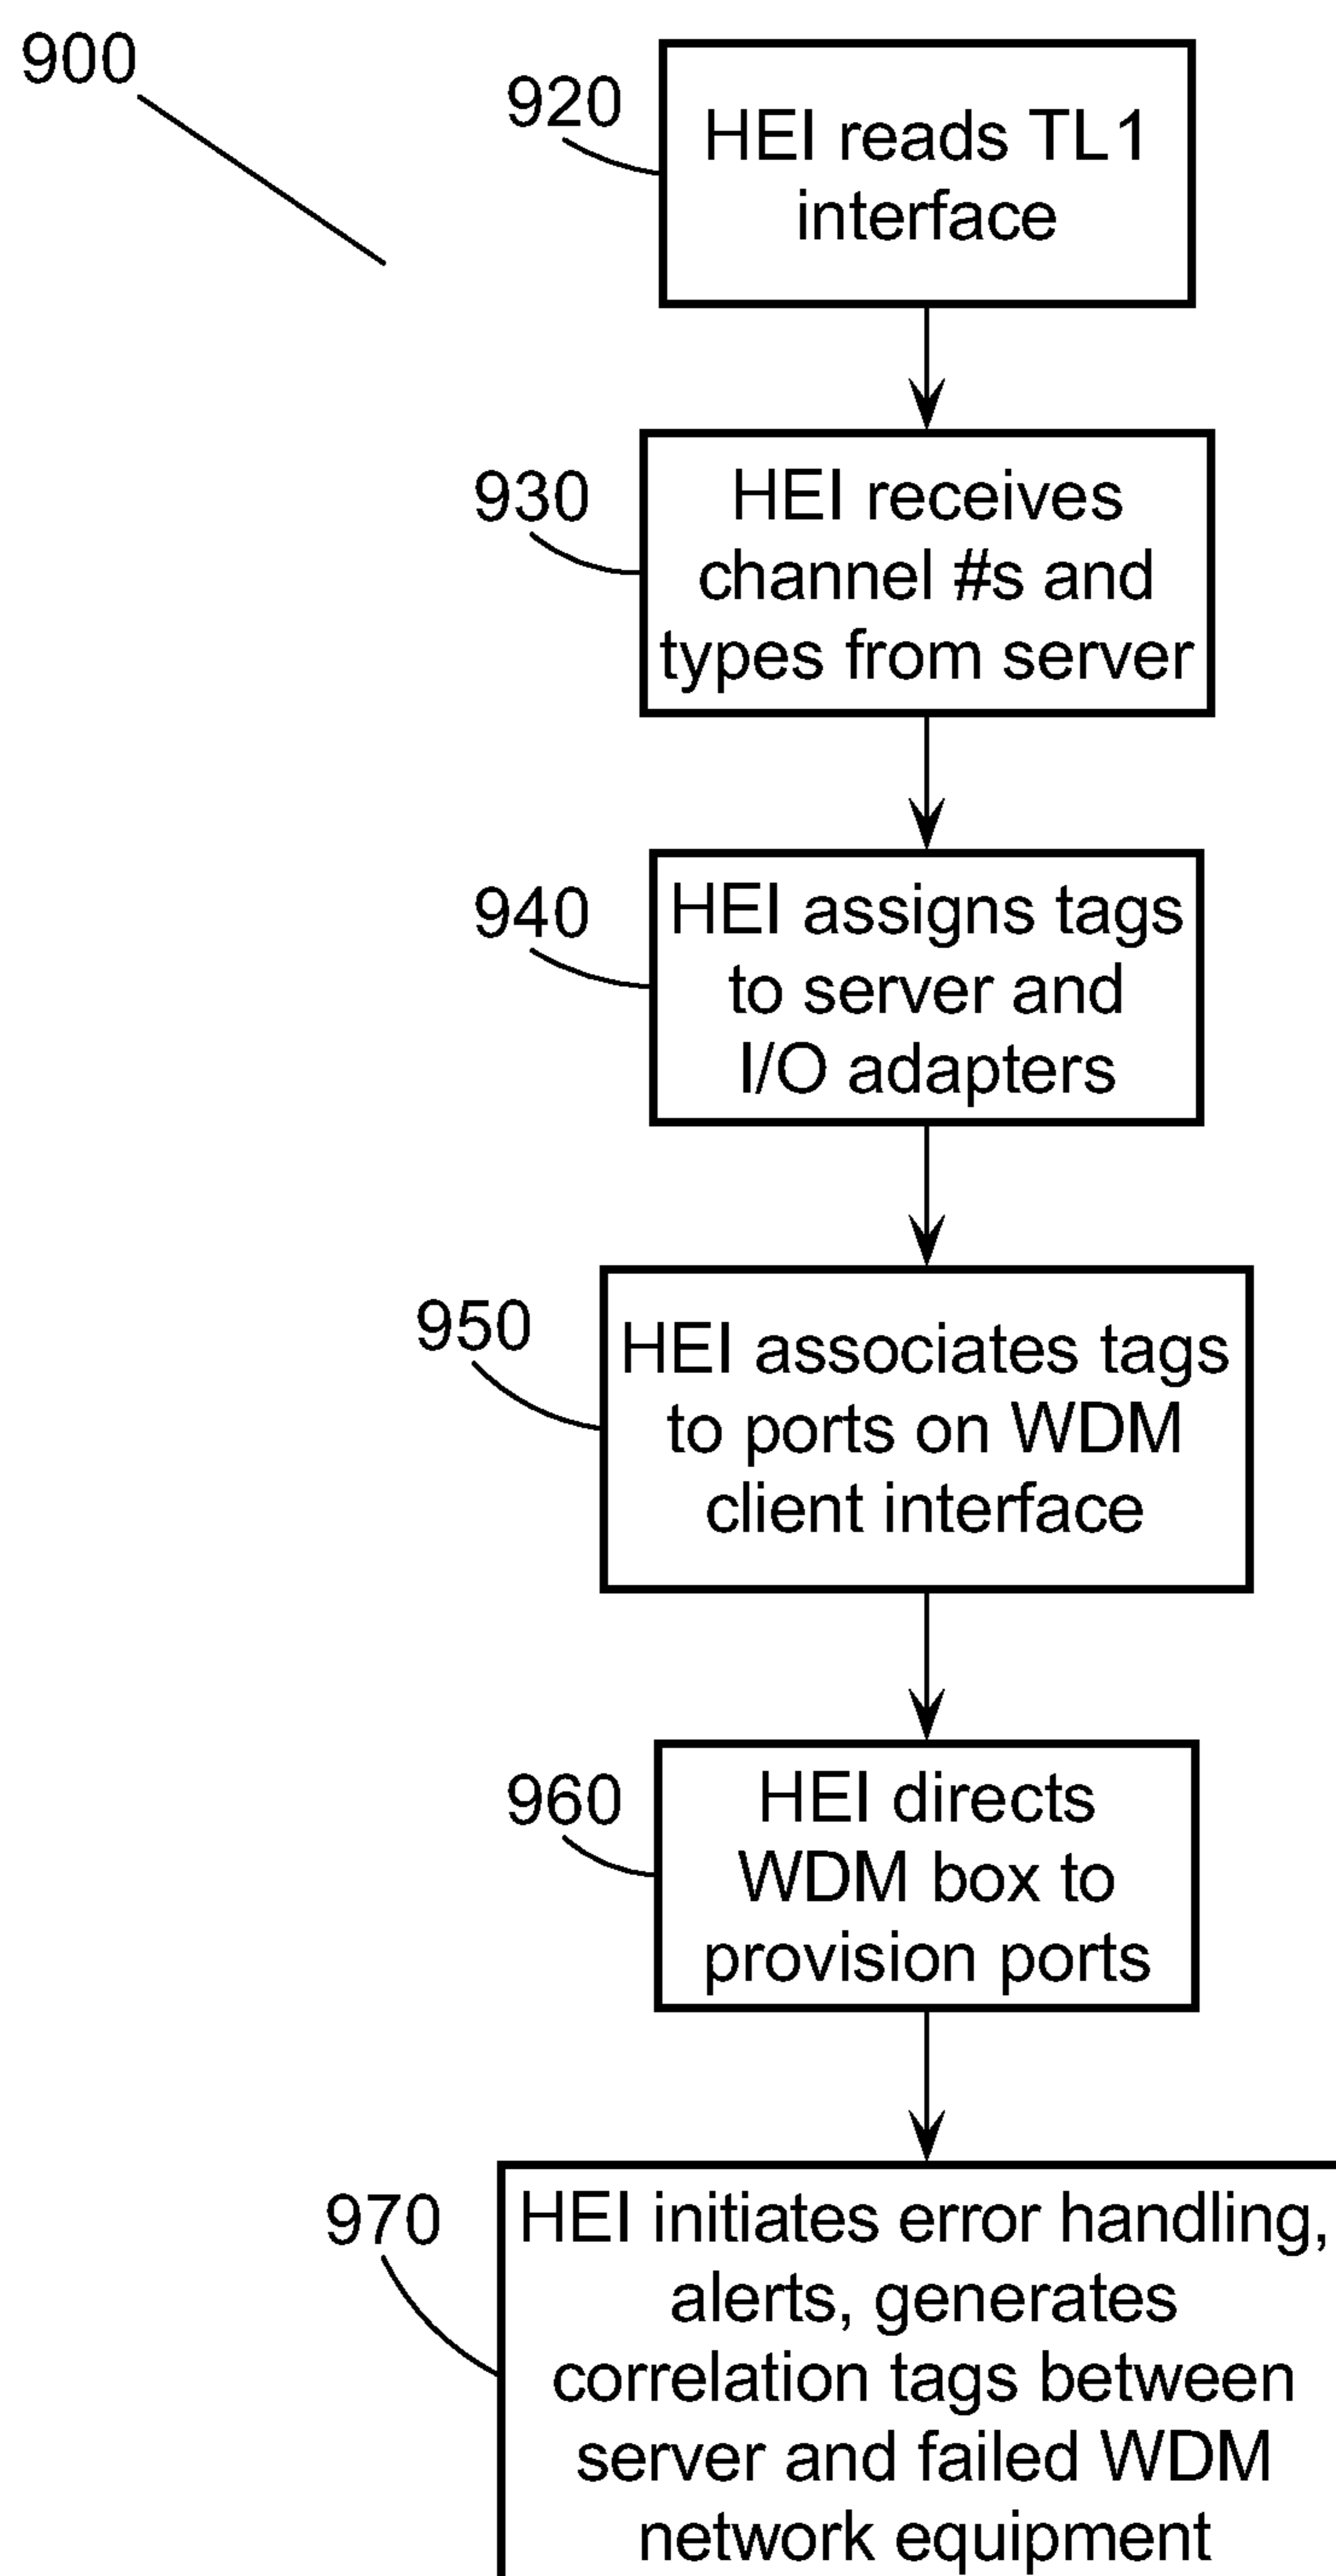 900
920
HEI reads TL1
interface
930
HEI receives
channel #s and
types from server
940
HEI assigns tags
to server and
I/O adapters
950
HEI associates tags
to ports on WDM
client interface
960
HEI directs
WDM box to
provision ports
970
HEI initiates error handling,
alerts, generates
correlation tags between
server and failed WDM
network equipment